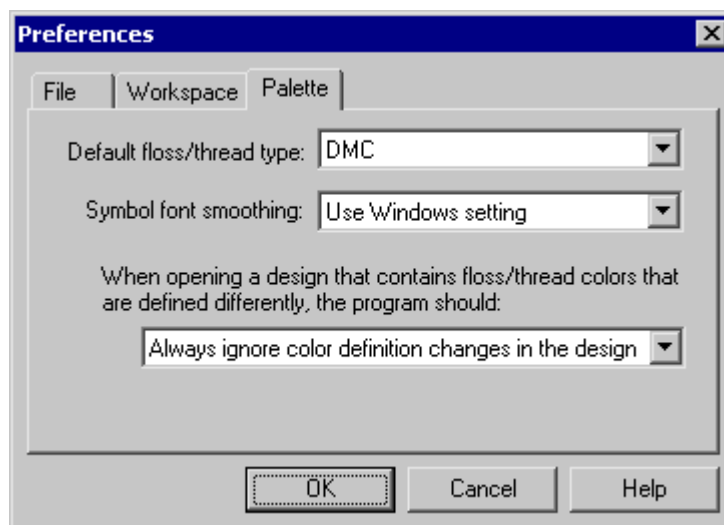 Preferences
File Workspace Palette
Default floss/thread type: DMC
Symbol font smoothing: Use Windows setting
When opening a design that contains floss/thread colors that
are defined differently, the program should:
Always ignore color definition changes in the design
OK Cancel Help